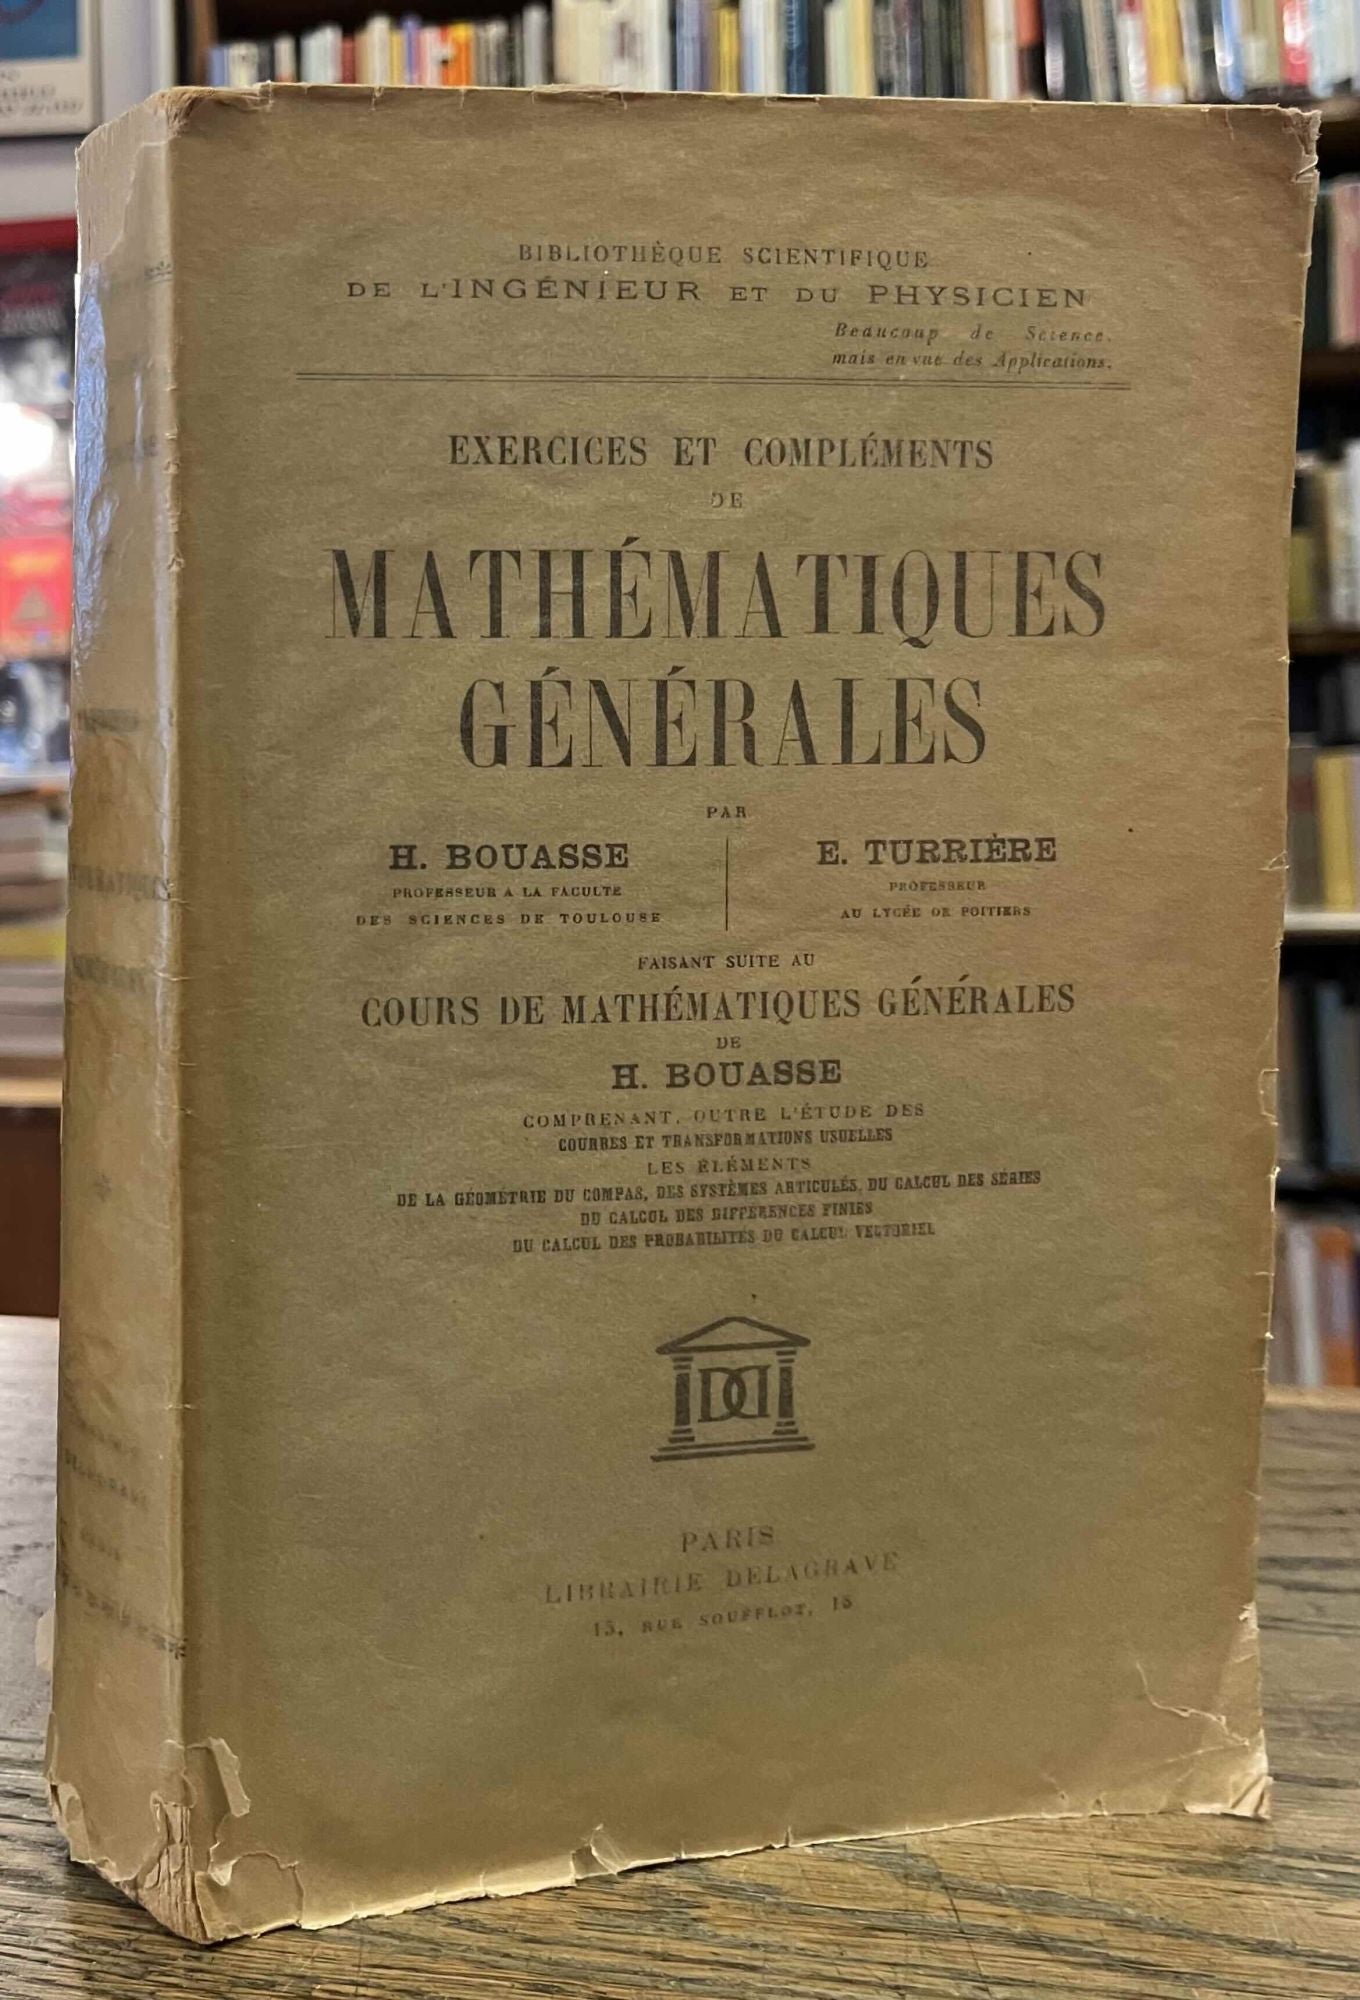 BIBLIOTHÈQUE SCIENTIFIQUE
DE L'INGÉNIEUR ET DU PHYSICIEN
Beaucoup de Science,
mais en vue des Applications.
EXERCICES ET COMPLÉMENTS
DE
MATHÉMATIQUES
GÉNÉRALES
PAR
H. BOUASSE
PROFESSEUR A LA FACULTÉ
DES SCIENCES DE TOULOUSE
E. TURRIÈRE
PROFESSEUR
AU LYCÉE DE POITIERS
FAISANT SUITE AU
COURS DE MATHÉMATIQUES GÉNÉRALES
DE
H. BOUASSE
COMPRENANT, OUTRE L'ÉTUDE DES
COURBES ET TRANSFORMATIONS USUELLES
LES ÉLÉMENTS
DE LA GÉOMÉTRIE DU COMPAS, DES SYSTÈMES ARTICULÉS, DU CALCUL DES SÉRIES
DU CALCUL DES DIFFÉRENCES FINIES
DU CALCUL DES PROBABILITÉS DU CALCUL VECTORIEL
DD
PARIS
LIBRAIRIE DELAGRAVE
15, RUE SOUFFLOT, 15